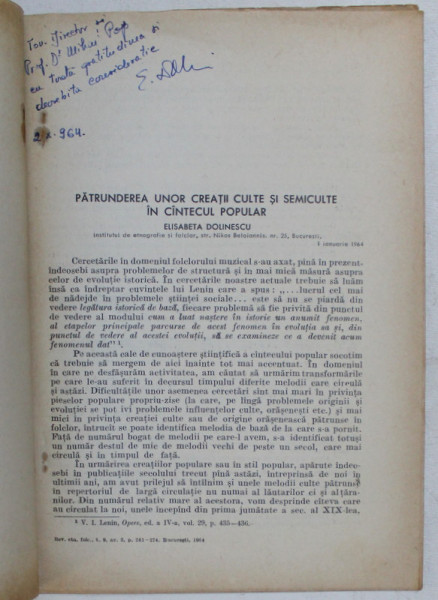 Tov. Director
Prof. Dr Mihai Pop
cu toată gratitudinea și
deosebita considerație
E. Dol
964.
PĂTRUNDEREA UNOR CREAȚII CULTE ȘI SEMICULTE
ÎN CÎNTECUL POPULAR
ELISABETA DOLINESCU
Institutul de etnografie și folclor, str. Nikos Beloiannis, nr. 25, București,
1 ianuarie 1964
Cercetările în domeniul folclorului muzical s-au axat, pînă în prezent,
îndeosebi asupra problemelor de structură și în mai mică măsură asupra
celor de evoluție istorică. În cercetările noastre actuale trebuie să luăm
însă ca îndreptar cuvintele lui Lenin care a spus: „...lucrul cel mai
de nădejde în problemele științei sociale... este să nu se piardă din
vedere legătura istorică de bază, fiecare problemă să fie privită din punctul
de vedere al modului cum a luat naștere în istorie un anumit fenomen,
al etapelor principale parcurse de acest fenomen în evoluția sa și, din
punctul de vedere al acestei evoluții, să se examineze ce a devenit acum
fenomenul dat" ¹.
Pe această cale de cunoaștere științifică a cîntecului popular socotim
că trebuie să mergem de aici înainte tot mai accentuat. În domeniul
în care ne desfășurăm activitatea, am căutat să urmărim transformările
pe care le-au suferit în decursul timpului diferite melodii care circulă
și astăzi. Dificultățile unor asemenea cercetări sînt mai mari în privința
pieselor populare propriu-zise (la care, pe lîngă problemele originii și
evoluției se pot ivi problemele influențelor culte, orășenești etc.) și mai
mici în privința creației culte sau de origine orășenească pătrunse în
folclor, întrucît se poate identifica melodia de bază de la care s-a pornit.
Față de numărul bogat de melodii pe care-l avem, s-a identificat totuși
un număr destul de mic de melodii vechi de peste un secol, care mai
circulă și în timpul de față.
În urmărirea creațiilor populare sau în stil popular, apărute îndeo-
sebi în publicațiile secolului trecut pînă astăzi, întreprinsă de noi în
ultimii ani, am avut prilejul să întîlnim și unele melodii culte pătrunse
în repertoriul de largă circulație nu numai al lăutarilor ci și al țăra-
nilor. Din numărul relativ mare al acestora, vom desprinde cîteva care
au circulat la noi, unele începînd din prima jumătate a sec. al XIX-lea,
¹ V. I. Lenin, Opere, ed. a IV-a, vol. 29, p. 435—436.
Rev. etn. folc., t. 9, nr. 3, p. 241—274, București, 1964